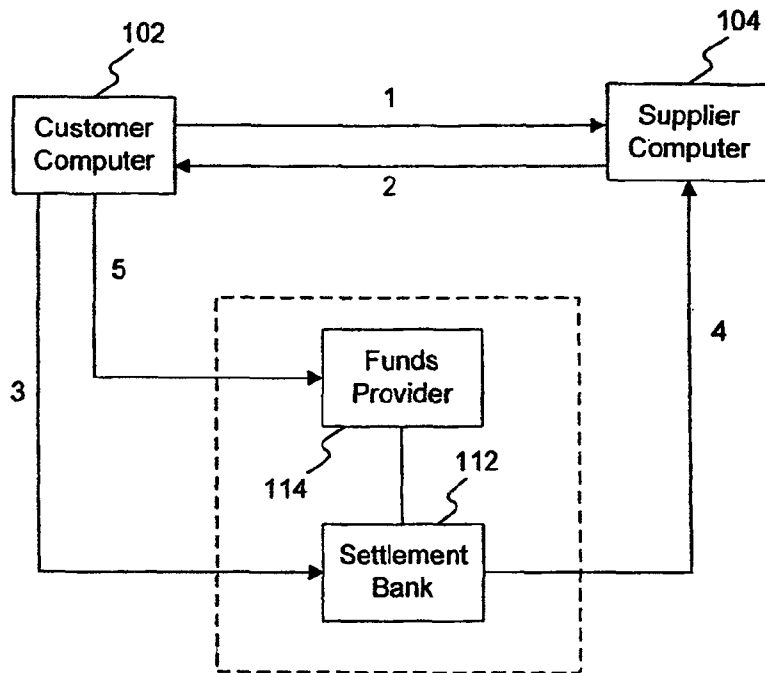 102
104
Customer
Computer
1
Supplier
Computer
2
5
3
4
Funds
Provider
114
112
Settlement
Bank